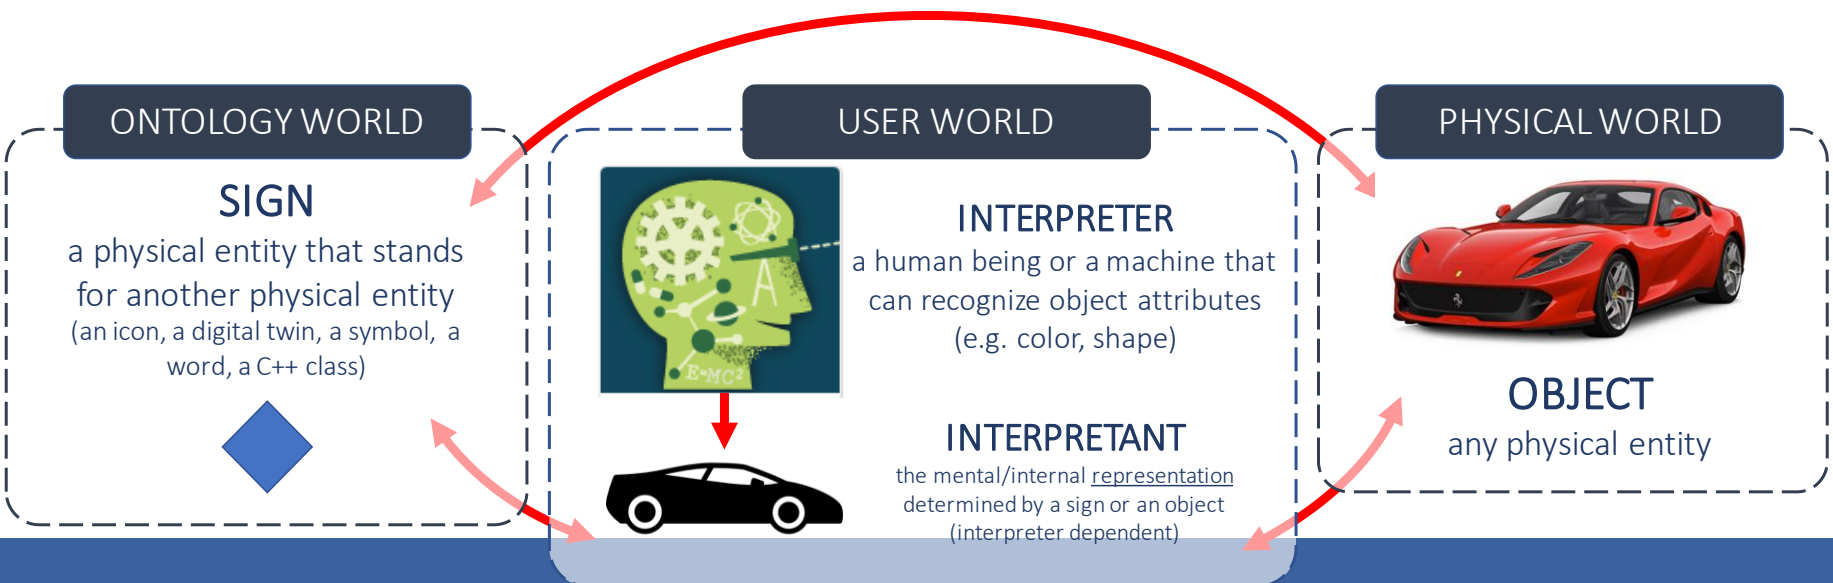 ONTOLOGY WORLD
SIGN
a physical entity that stands
for another physical entity
(an icon, a digital twin, a symbol, a
word, a C++ class)
USER WORLD
A
E=MC²
INTERPRETER
a human being or a machine that
can recognize object attributes
(e.g. color, shape)
INTERPRETANT
the mental/internal representation
determined by a sign or an object
(interpreter dependent)
PHYSICAL WORLD
OBJECT
any physical entity